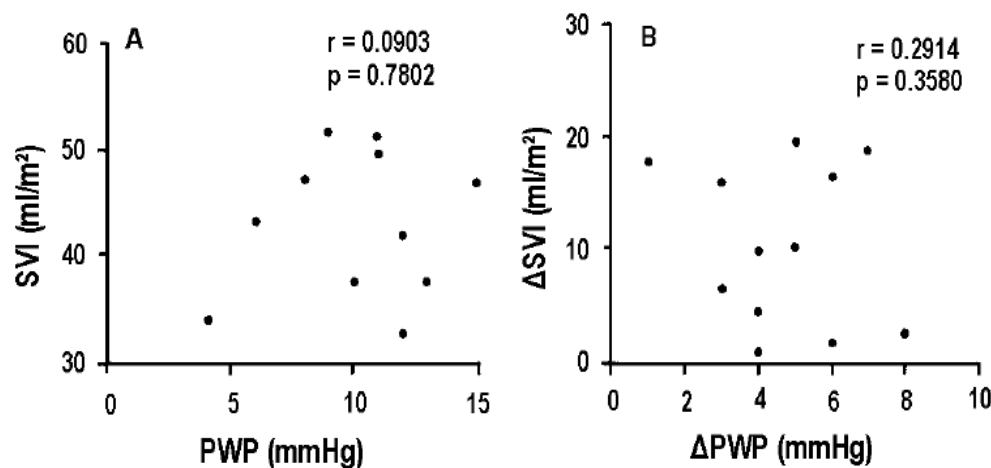 A
r = 0.0903
p = 0.7802
60
50
40
30
SVI (ml/m²)
0
5
10
15
PWP (mmHg)
B
r = 0.2914
p = 0.3580
30
20
10
0
ΔSVI (ml/m²)
0
2
4
6
8
10
ΔPWP (mmHg)